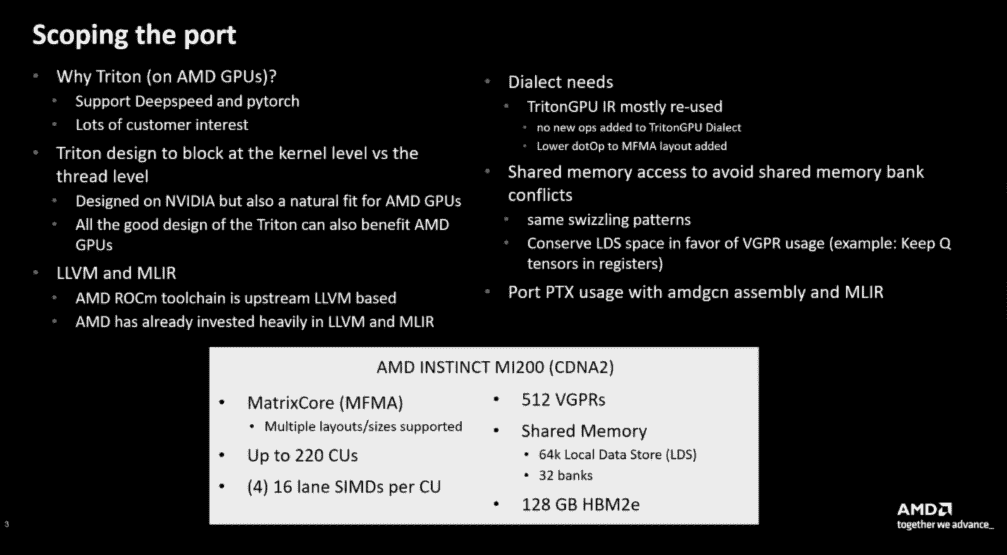 Scoping the port
Why Triton (on AMD GPUs)?
Support Deepspeed and pytorch
Lots of customer interest
Triton design to block at the kernel level vs the
thread level
Designed on NVIDIA but also a natural fit for AMD GPUs
All the good design of the Triton can also benefit AMD
GPUs
LLVM and MLIR
AMD ROCm toolchain is upstream LLVM based
AMD has already invested heavily in LLVM and MLIR
Dialect needs
TritonGPU IR mostly re-used
no new ops added to TritonGPU Dialect
Lower dotOp to MFMA layout added
Shared memory access to avoid shared memory bank
conflicts
same swizzling patterns
Conserve LDS space in favor of VGPR usage (example: Keep Q
tensors in registers)
Port PTX usage with amdgcn assembly and MLIR
AMD INSTINCT MI200 (CDNA2)
MatrixCore (MFMA)
Multiple layouts/sizes supported
Up to 220 CUs
(4) 16 lane SIMDs per CU
512 VGPRs
Shared Memory
64k Local Data Store (LDS)
32 banks
128 GB HBM2e
3
AMD
together we advance_